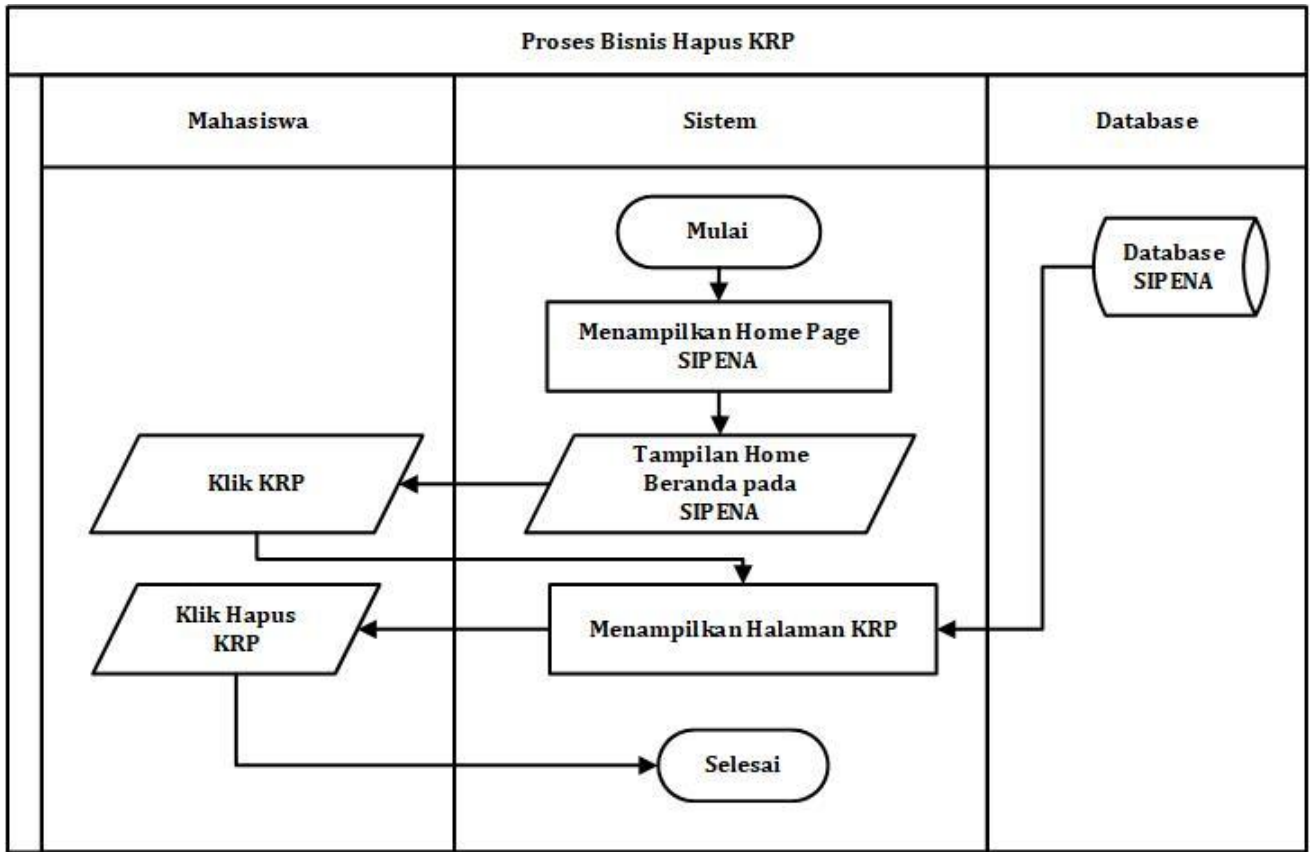 Proses Bisnis Hapus KRP
Mahasiswa
Sistem
Database
Mulai
Database
SIPENA
Menampilkan Home Page
SIPENA
Klik KRP
Tampilan Home
Beranda pada
SIPENA
Klik Hapus
KRP
Menampilkan Halaman KRP
Selesai